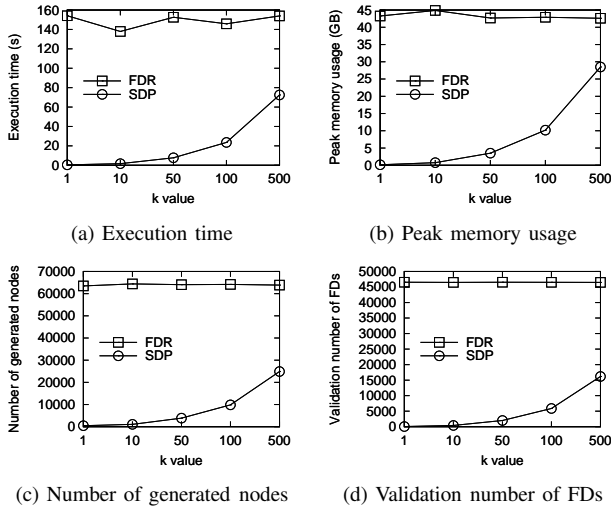 160
140
120
100
80
60
40
20
0
Execution time (s)
FDR
SDP
1 10 50 100 500
k value
(a) Execution time
45
40
35
30
25
20
15
10
5
0
Peak memory usage (GB)
FDR
SDP
1 10 50 100 500
k value
(b) Peak memory usage
70000
60000
50000
40000
30000
20000
10000
0
Number of generated nodes
FDR
SDP
1 10 50 100 500
k value
(c) Number of generated nodes
50000
45000
40000
35000
30000
25000
20000
15000
10000
5000
0
Validation number of FDs
FDR
SDP
1 10 50 100 500
k value
(d) Validation number of FDs